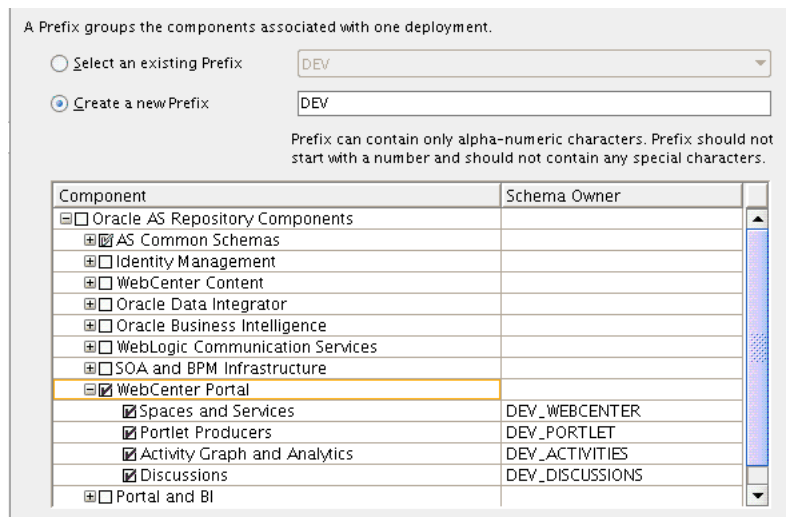 A Prefix groups the components associated with one deployment.
Select an existing Prefix DEV
Create a new Prefix DEV
Prefix can contain only alpha-numeric characters. Prefix should not
start with a number and should not contain any special characters.
Component Schema Owner
Oracle AS Repository Components
AS Common Schemas
Identity Management
WebCenter Content
Oracle Data Integrator
Oracle Business Intelligence
WebLogic Communication Services
SOA and BPM Infrastructure
WebCenter Portal
Spaces and Services DEV_WEBCENTER
Portlet Producers DEV_PORTLET
Activity Graph and Analytics DEV_ACTIVITIES
Discussions DEV_DISCUSSIONS
Portal and BI